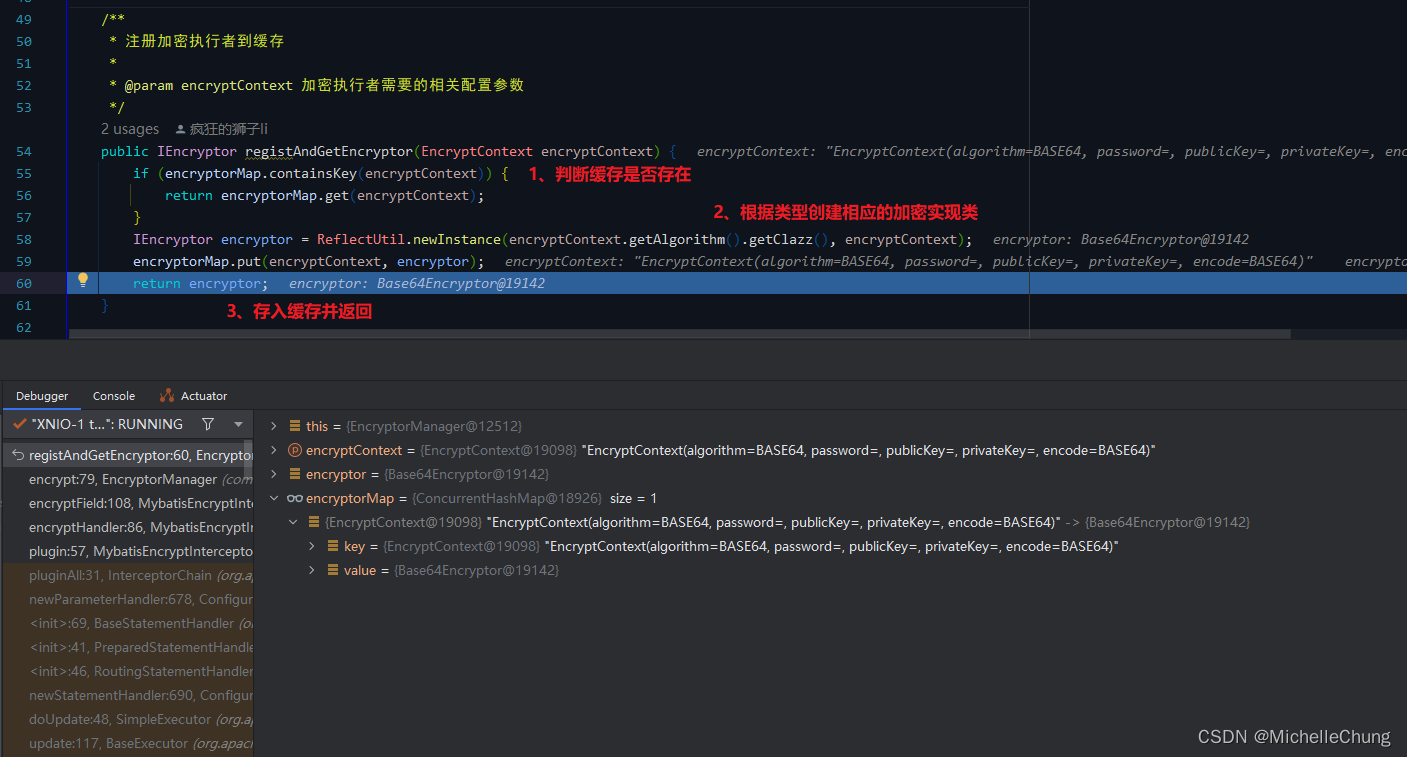 49 /**
50 * 注册加密执行者到缓存
51 *
52 * @param encryptContext 加密执行者需要的相关配置参数
53 */
2 usages 疯狂的狮子li
54 public IEncryptor registAndGetEncryptor(EncryptContext encryptContext) { encryptContext: "EncryptContext(algorithm=BASE64, password=, publicKey=, privateKey=, enc
55 if (encryptorMap.containsKey(encryptContext)) { 1、判断缓存是否存在
56 return encryptorMap.get(encryptContext);
57 } 2、根据类型创建相应的加密实现类
58 IEncryptor encryptor = ReflectUtil.newInstance(encryptContext.getAlgorithm().getClazz(), encryptContext); encryptor: Base64Encryptor@19142
59 encryptorMap.put(encryptContext, encryptor); encryptContext: "EncryptContext(algorithm=BASE64, password=, publicKey=, privateKey=, encode=BASE64)" encrypto
60 return encryptor; encryptor: Base64Encryptor@19142
61 } 3、存入缓存并返回
62
Debugger Console Actuator
"XNIO-1 t...": RUNNING
registAndGetEncryptor:60, Encrypto
encrypt:79, EncryptorManager (com
encryptField:108, MybatisEncryptInte
encryptHandler:86, MybatisEncryptIn
plugin:57, MybatisEncryptIntercepto
pluginAll:31, InterceptorChain (org.ap
newParameterHandler:678, Configur
<init>:69, BaseStatementHandler (o
<init>:41, PreparedStatementHandle
<init>:46, RoutingStatementHandler
newStatementHandler:690, Configur
doUpdate:48, SimpleExecutor (org.ap
update:117, BaseExecutor (org.apach
this = {EncryptorManager@12512}
encryptContext = {EncryptContext@19098} "EncryptContext(algorithm=BASE64, password=, publicKey=, privateKey=, encode=BASE64)"
encryptor = {Base64Encryptor@19142}
encryptorMap = {ConcurrentHashMap@18926} size = 1
{EncryptContext@19098} "EncryptContext(algorithm=BASE64, password=, publicKey=, privateKey=, encode=BASE64)" -> {Base64Encryptor@19142}
key = {EncryptContext@19098} "EncryptContext(algorithm=BASE64, password=, publicKey=, privateKey=, encode=BASE64)"
value = {Base64Encryptor@19142}
CSDN @MichelleChung